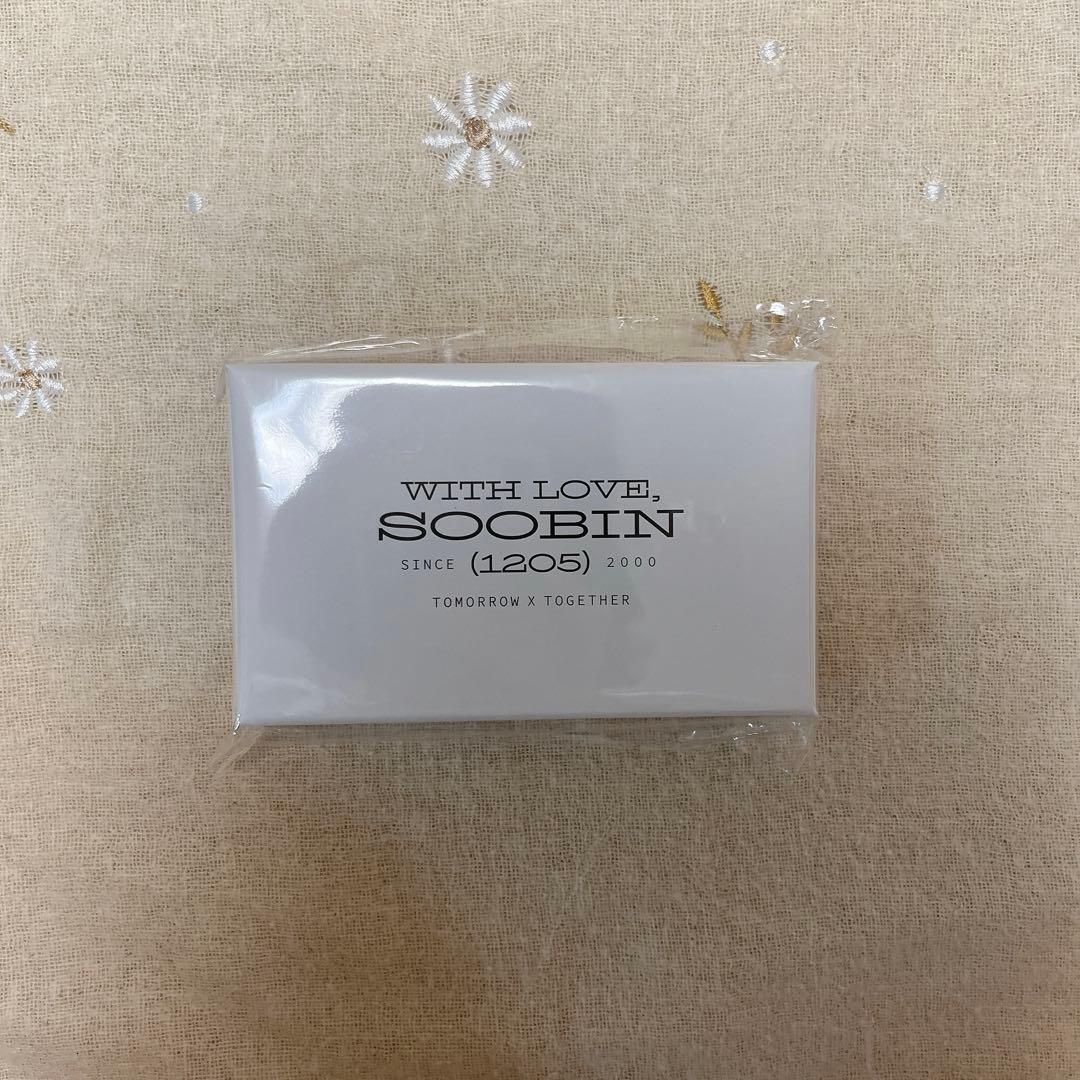 WITH LOVE,
SOOBIN
SINCE (1205) 2000
TOMORROW X TOGETHER